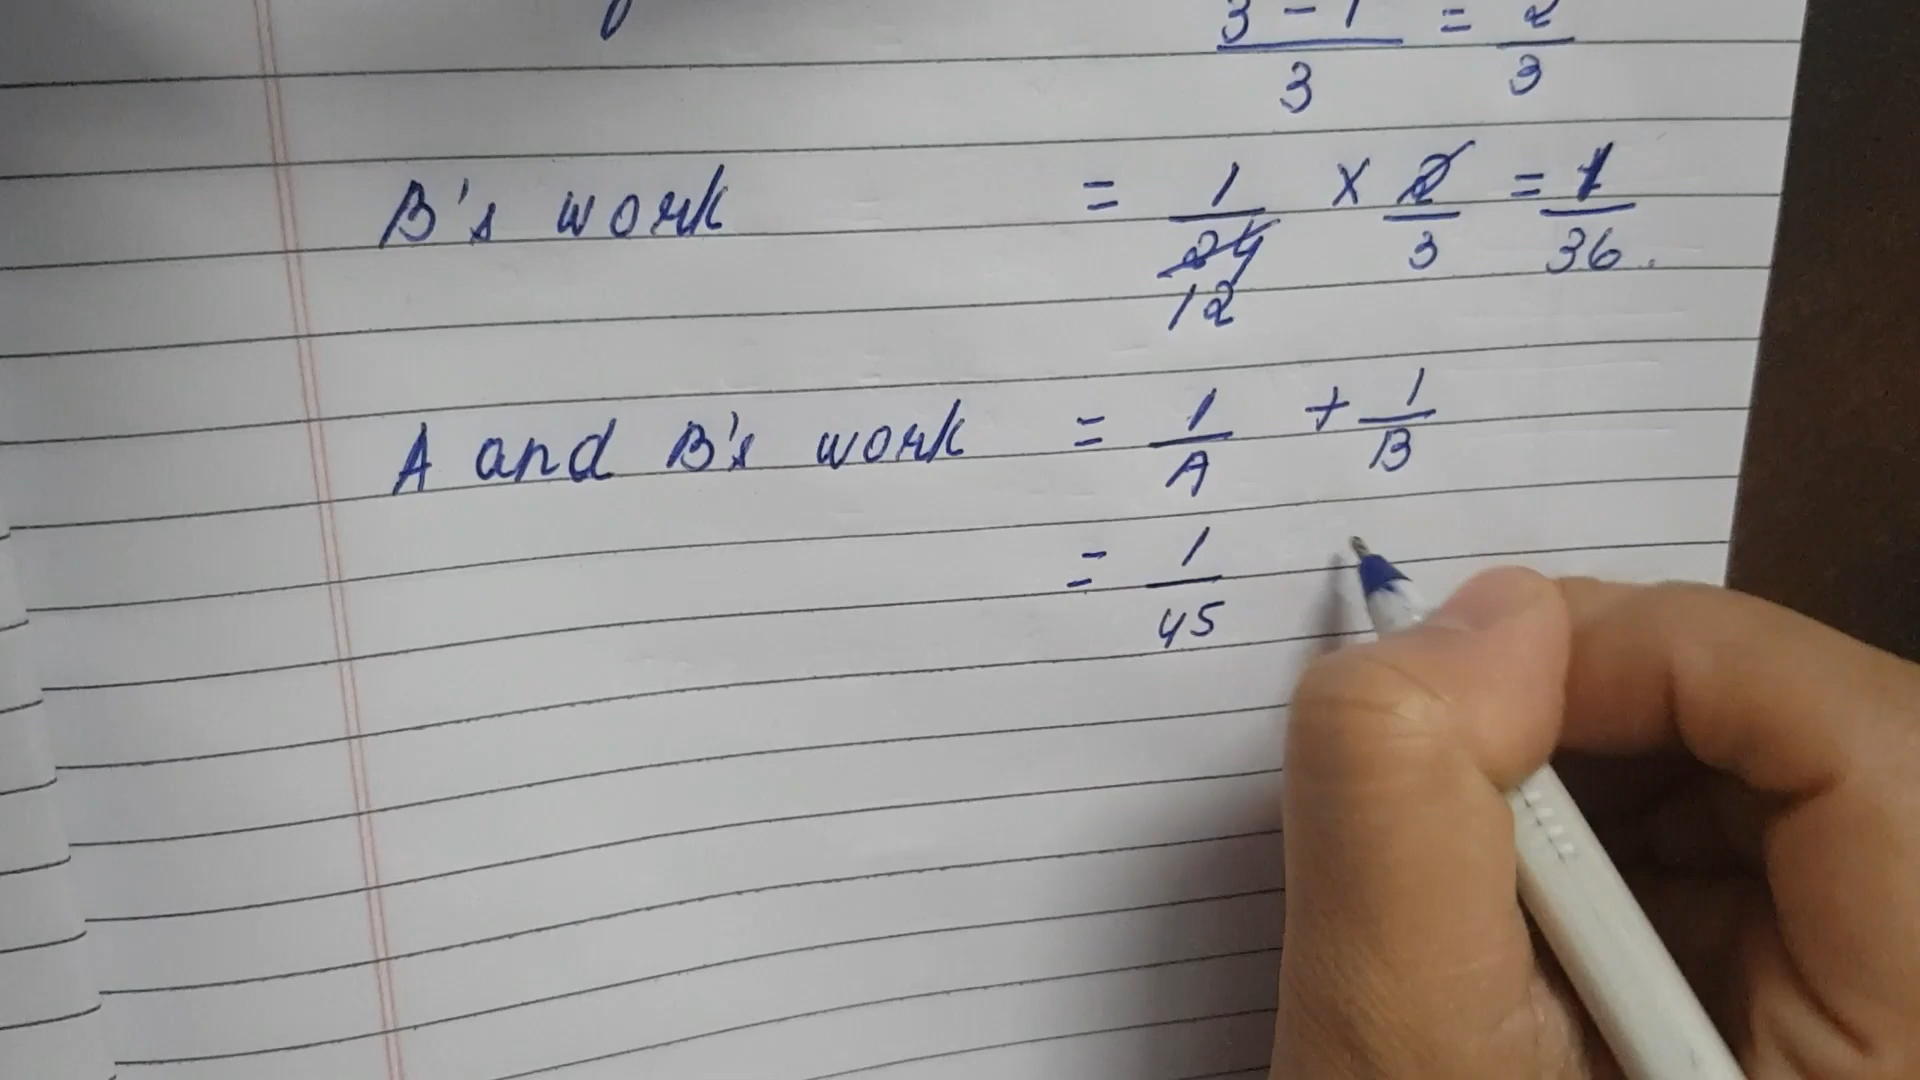 3 - 1 = 2
3 3
B's work = 1 × 2 = 1
24 3 36.
12
A and B's work = 1 + 1
A B
= 1
45